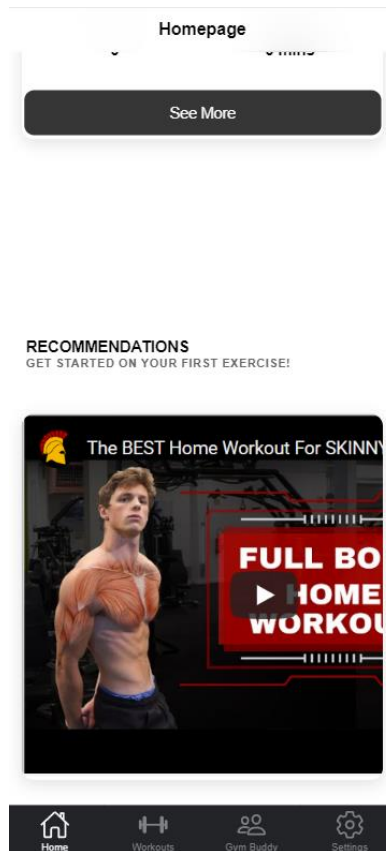 Homepage
mins
See More
RECOMMENDATIONS
GET STARTED ON YOUR FIRST EXERCISE!
The BEST Home Workout For SKINNY
FULL BO
HOME
WORKOU
Home
Workouts
Gym Buddy
Settings